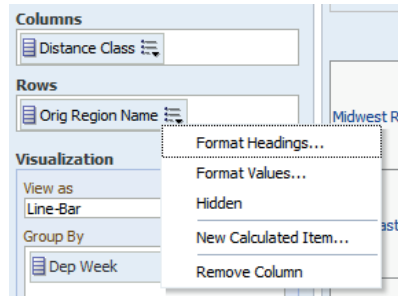 Columns
Distance Class
Rows
Orig Region Name
Midwest R
Format Headings...
Visualization
Format Values...
View as
Line-Bar
Hidden
ast
Group By
New Calculated Item...
Dep Week
Remove Column